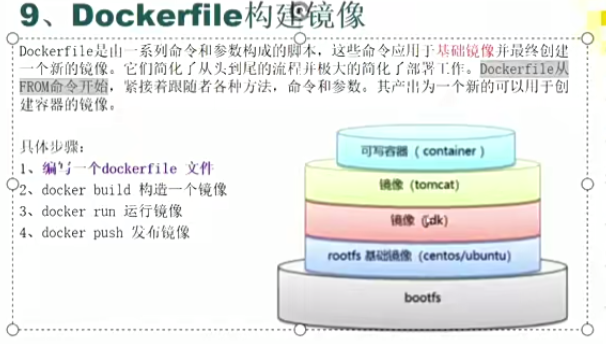 9、Dockerfile构建镜像
Dockerfile是由一系列命令和参数构成的脚本，这些命令应用于基础镜像并最终创建
一个新的镜像。它们简化了从头到尾的流程并极大的简化了部署工作。Dockerfile从
FROM命令开始，紧接着跟随者各种方法，命令和参数。其产出为一个新的可以用于创
建容器的镜像。
具体步骤：
1、编写一个dockerfile 文件
2、docker build 构造一个镜像
3、docker run 运行镜像
4、docker push 发布镜像
可写容器（container）
镜像（tomcat）
镜像（jdk）
rootfs 基础镜像（centos/ubuntu）
bootfs